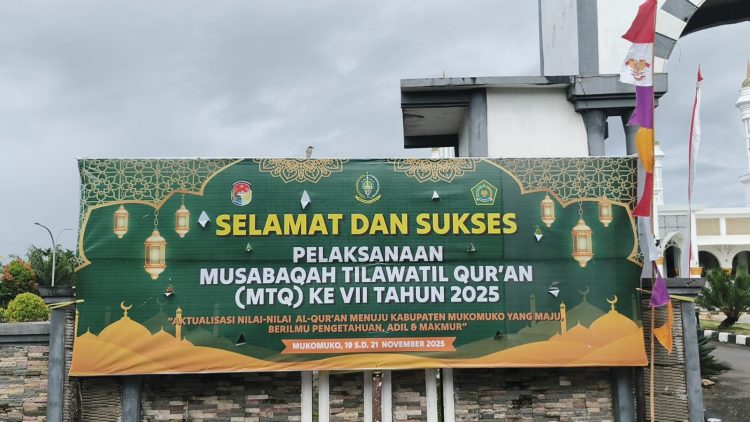 SELAMAT DAN SUKSES
PELAKSANAAN
MUSABAQAH TILAWATIL QUR'AN
(MTQ) KE VII TAHUN 2025
"AKTUALISASI NILAI-NILAI AL-QUR'AN MENUJU KABUPATEN MUKOMUKO YANG MAJU,
BERILMU PENGETAHUAN, ADIL & MAKMUR"
MUKOMUKO, 19 S.D. 21 NOVEMBER 2025